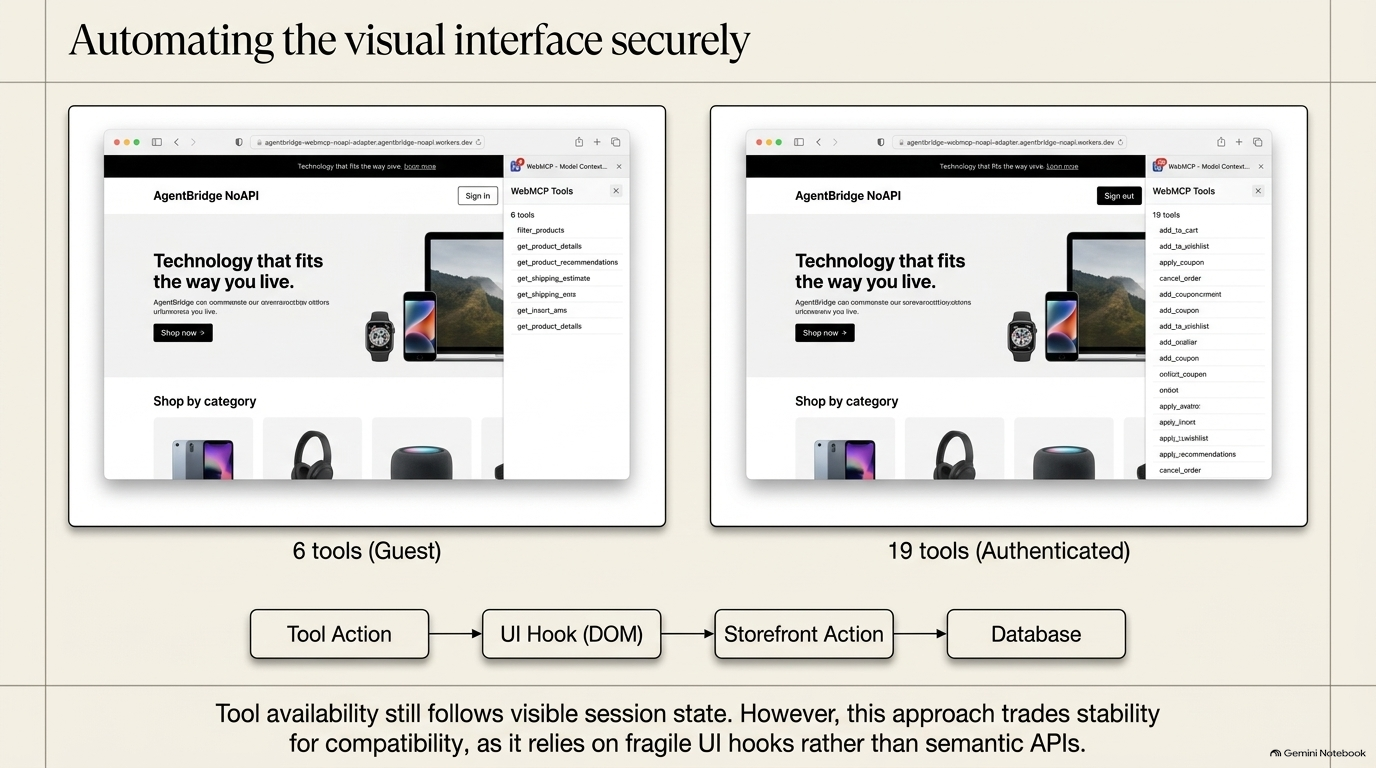 Automating the visual interface securely
agentbridge-webmcp-noapi-adapter.agentbridge-noapi.workers.dev
Technology that fits the way
WebMCP - Model Context...
AgentBridge NoAPI
Sign in
WebMCP Tools
6 tools
filter_products
get_product_details
get_product_recommendations
get_shipping_estimate
get_shipping_ems
get_insort_ams
get_product_details
Technology that fits
the way you live.
AgentBridge can
you live.
Shop now →
Shop by category
6 tools (Guest)
agentbridge-webmcp-noapi-adapter.agentbridge-noapi.workers.dev
Technology that fits the way
WebMCP - Model Context...
AgentBridge NoAPI
Sign out
WebMCP Tools
19 tools
add_ta_cart
apply_coupon
cancel_order
add_coupon
add_coupon
apply_recommendations
cancel_order
Technology that fits
the way you live.
AgentBridge can
you live.
Shop now →
Shop by category
19 tools (Authenticated)
Tool Action
UI Hook (DOM)
Storefront Action
Database
Tool availability still follows visible session state. However, this approach trades stability
for compatibility, as it relies on fragile UI hooks rather than semantic APIs.
Gemini Notebook